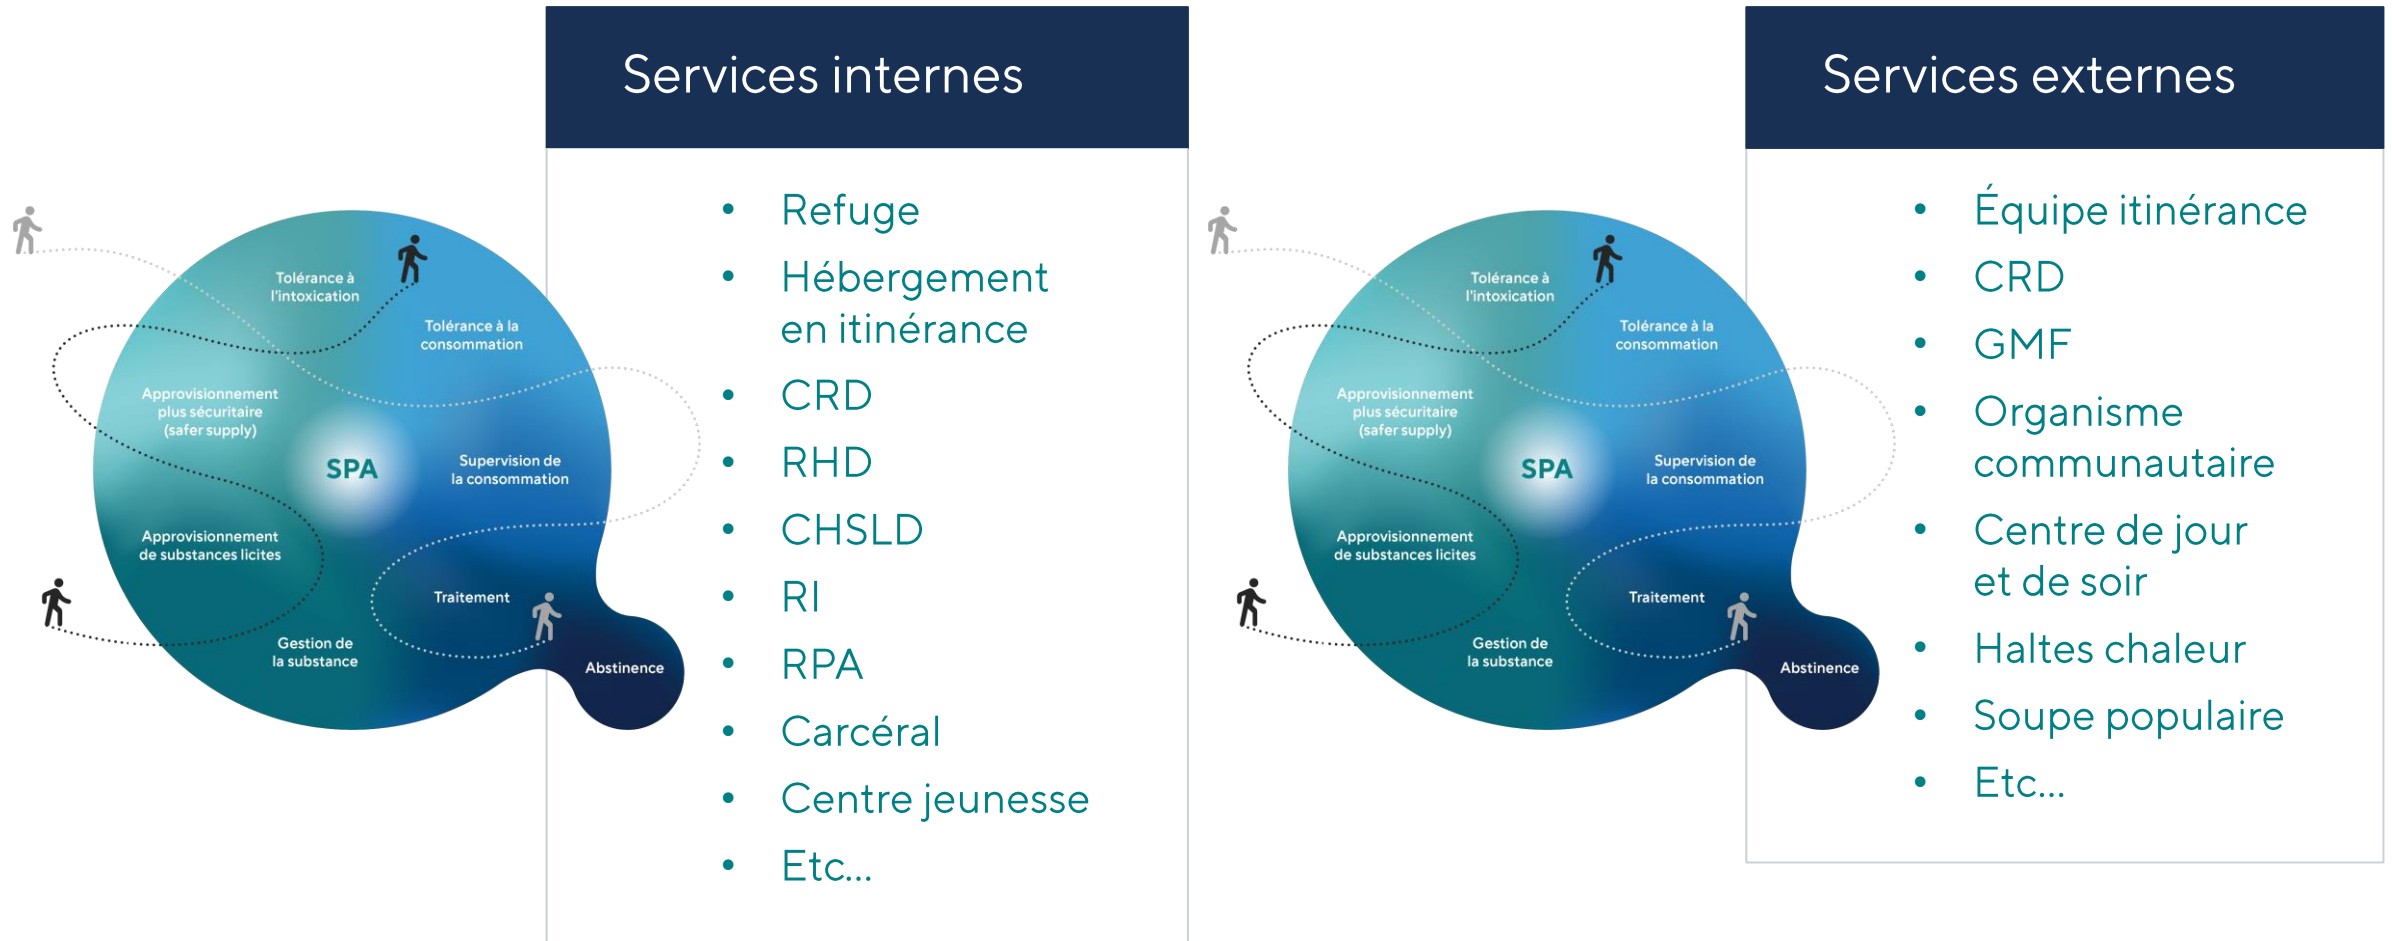 Services internes
Tolérance à
l'intoxication
Tolérance à la
consommation
Approvisionnement
plus sécuritaire
(safer supply)
SPA
Supervision de
la consommation
Approvisionnement
de substances licites
Traitement
Gestion de
la substance
Abstinence
• Refuge
• Hébergement
en itinérance
• CRD
• RHD
• CHSLD
• RI
• RPA
• Carcéral
• Centre jeunesse
• Etc...
Services externes
Tolérance à
l'intoxication
Tolérance à la
consommation
Approvisionnement
plus sécuritaire
(safer supply)
SPA
Supervision de
la consommation
Approvisionnement
de substances licites
Traitement
Gestion de
la substance
Abstinence
• Équipe itinérance
• CRD
• GMF
• Organisme
communautaire
• Centre de jour
et de soir
• Haltes chaleur
• Soupe populaire
• Etc...